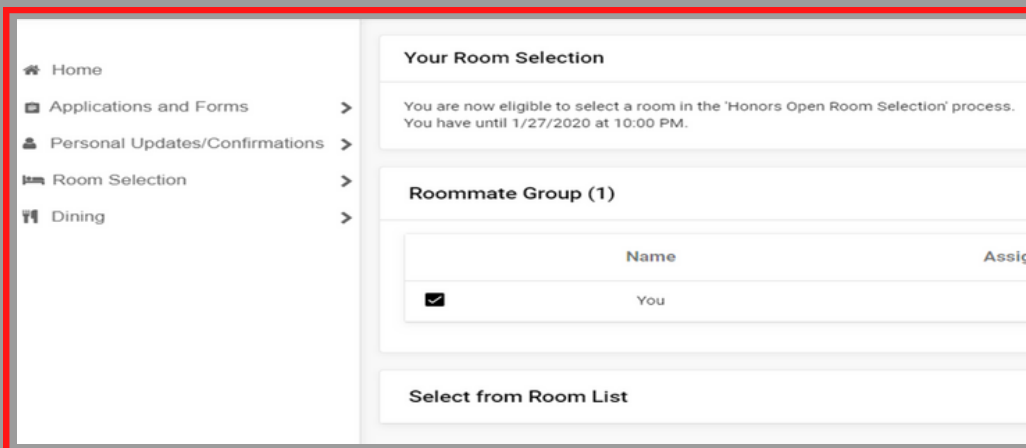 Home
Applications and Forms
Personal Updates/Confirmations
Room Selection
Dining
Your Room Selection
You are now eligible to select a room in the 'Honors Open Room Selection' process.
You have until 1/27/2020 at 10:00 PM.
Roommate Group (1)
Name
You
Select from Room List